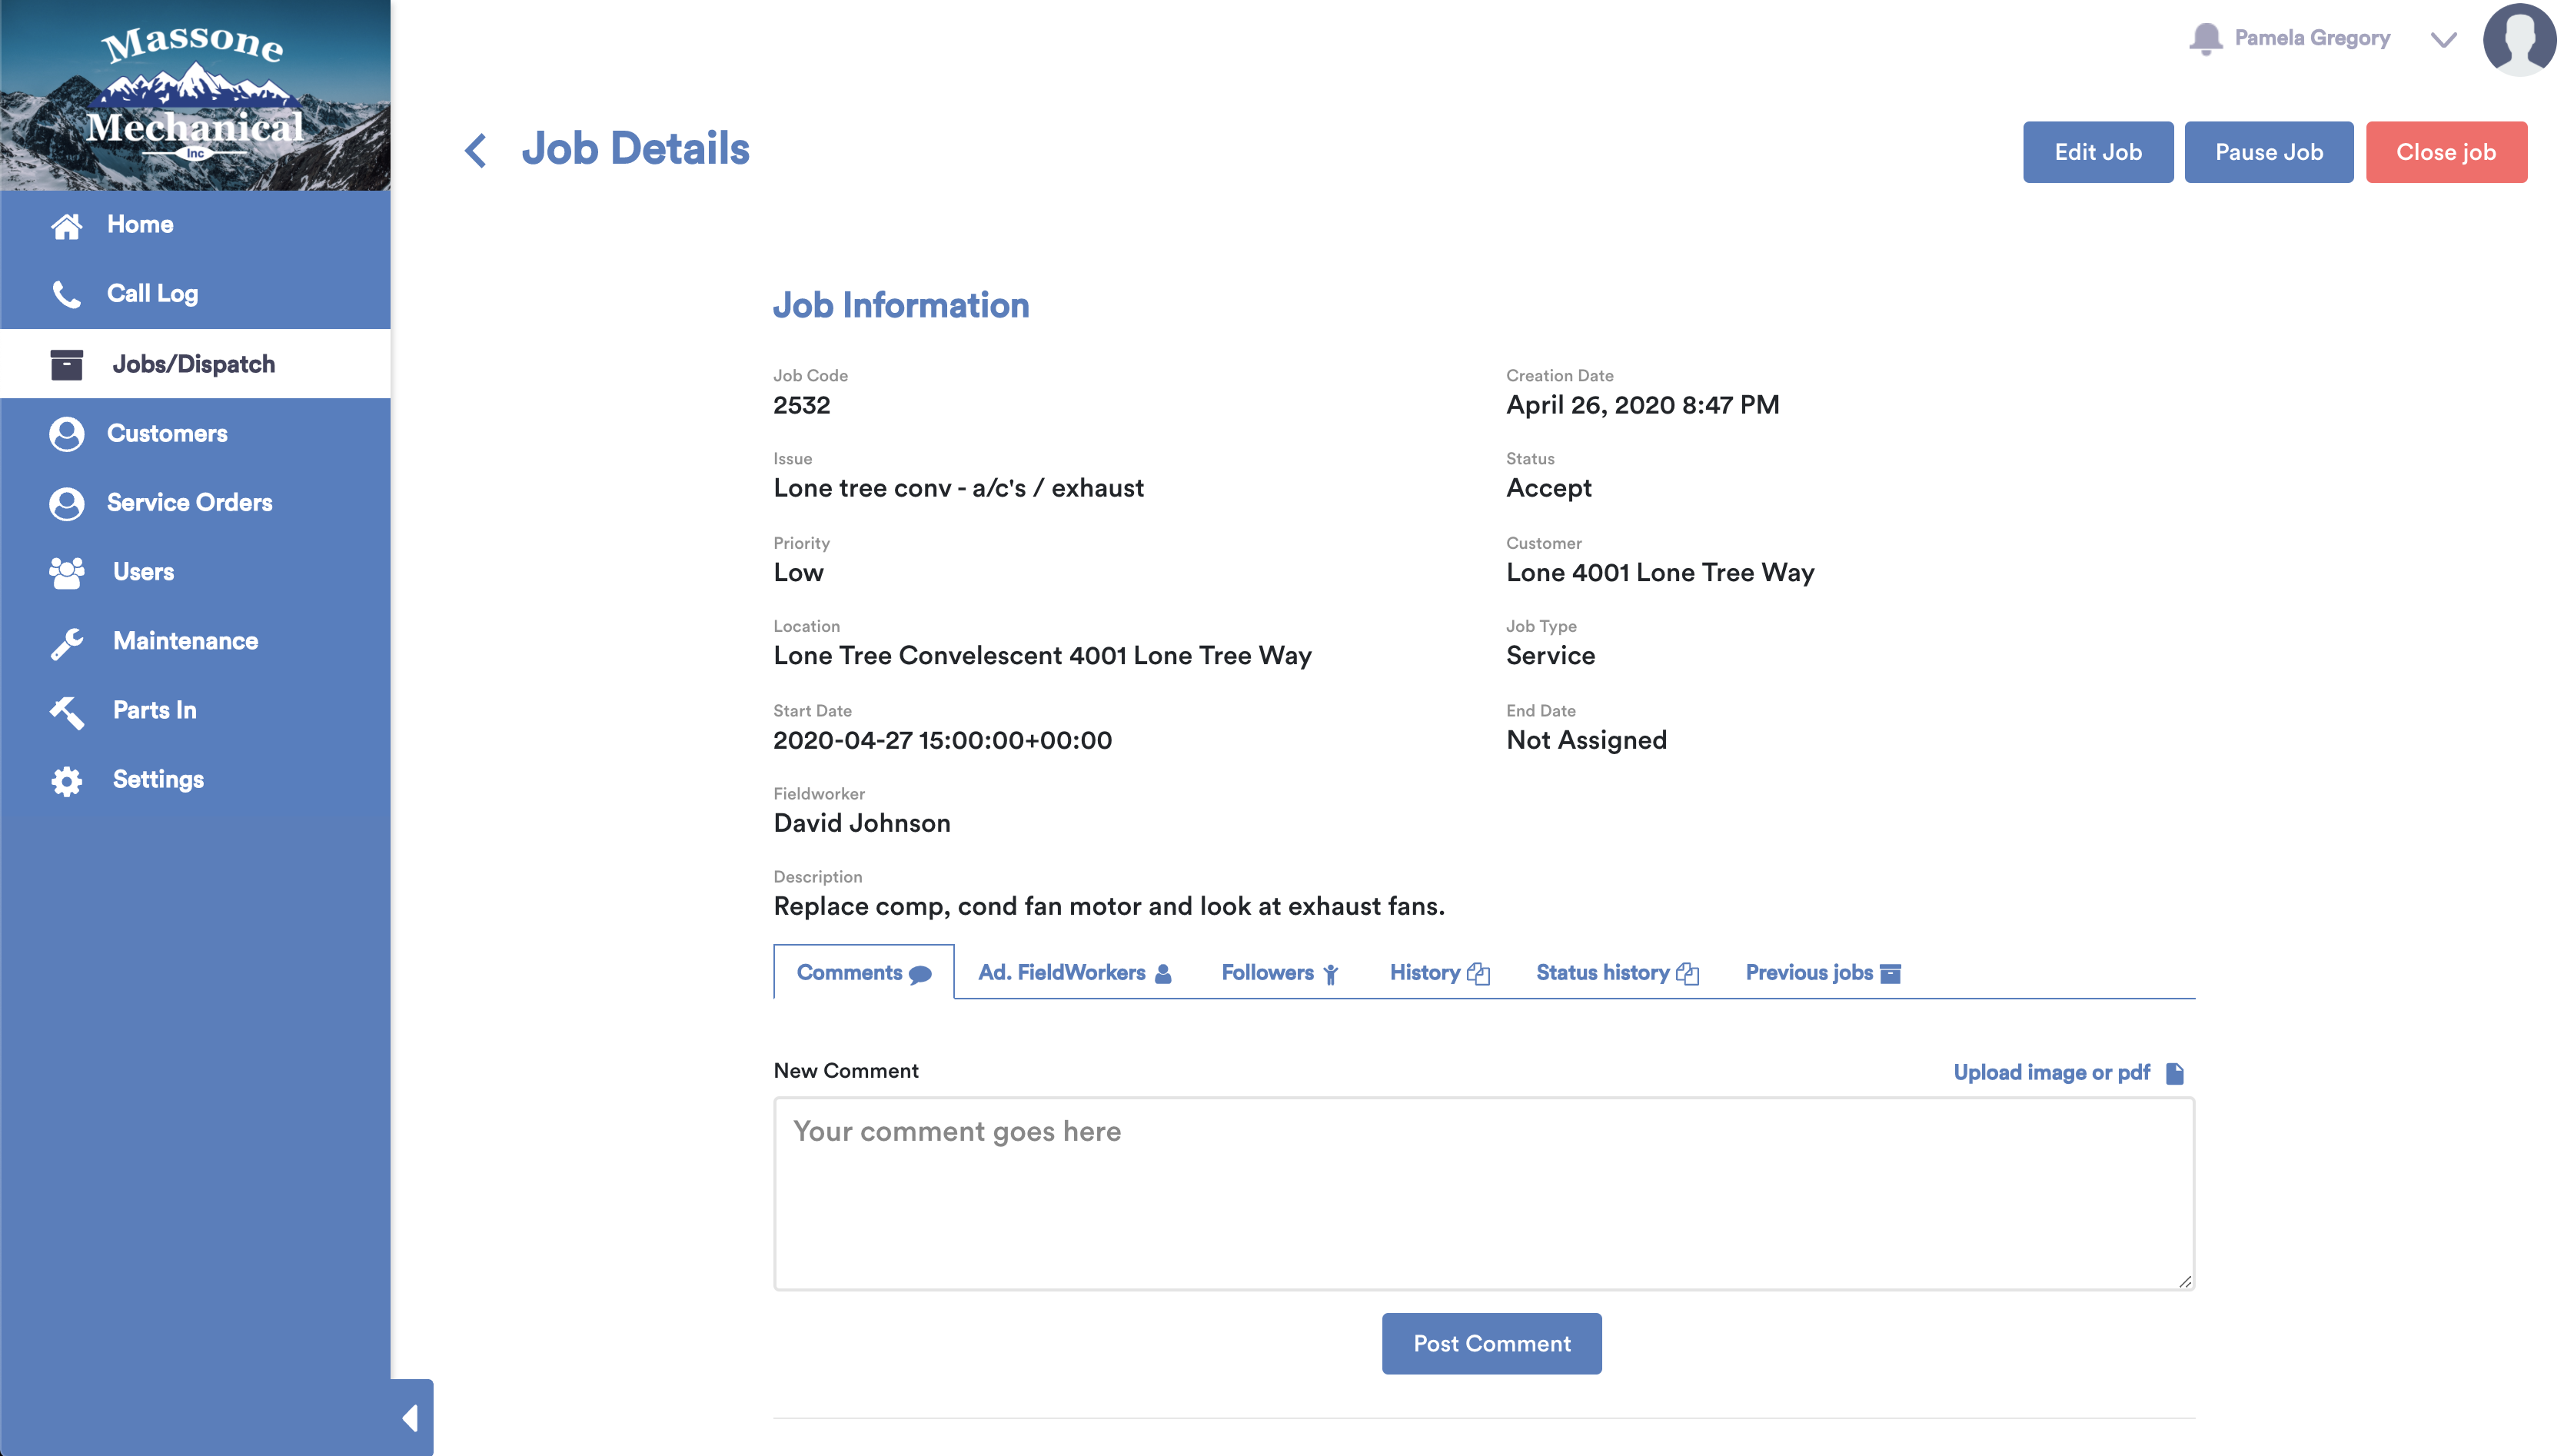 Massone
Mechanical
Inc
Pamela Gregory
Job Details
Edit Job
Pause Job
Close job
Home
Call Log
Jobs/Dispatch
Customers
Service Orders
Users
Maintenance
Parts In
Settings
Job Information
Job Code
2532
Creation Date
April 26, 2020 8:47 PM
Issue
Lone tree conv - a/c's / exhaust
Status
Accept
Priority
Low
Customer
Lone 4001 Lone Tree Way
Location
Lone Tree Convelescent 4001 Lone Tree Way
Job Type
Service
Start Date
2020-04-27 15:00:00+00:00
End Date
Not Assigned
Fieldworker
David Johnson
Description
Replace comp, cond fan motor and look at exhaust fans.
Comments
Ad. FieldWorkers
Followers
History
Status history
Previous jobs
New Comment
Upload image or pdf
Your comment goes here
Post Comment